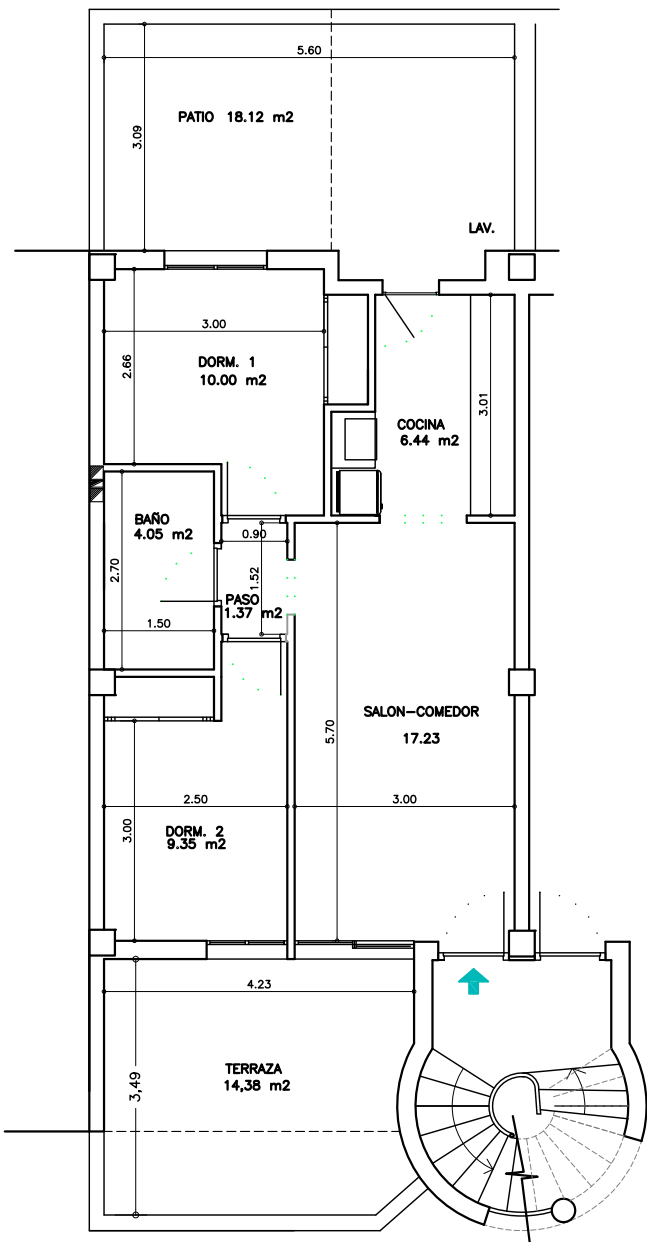 5.60
PATIO 18.12 m2
3.09
LAV.
3.00
2.66
DORM. 1
10.00 m2
3.01
COCINA
6.44 m2
BAÑO
4.05 m2
0.90
2.70
1.52
PASO
1.37 m2
1.50
SALON-COMEDOR
17.23
5.70
2.50
3.00
3.00
DORM. 2
9.35 m2
4.23
TERRAZA
14,38 m2
3,49